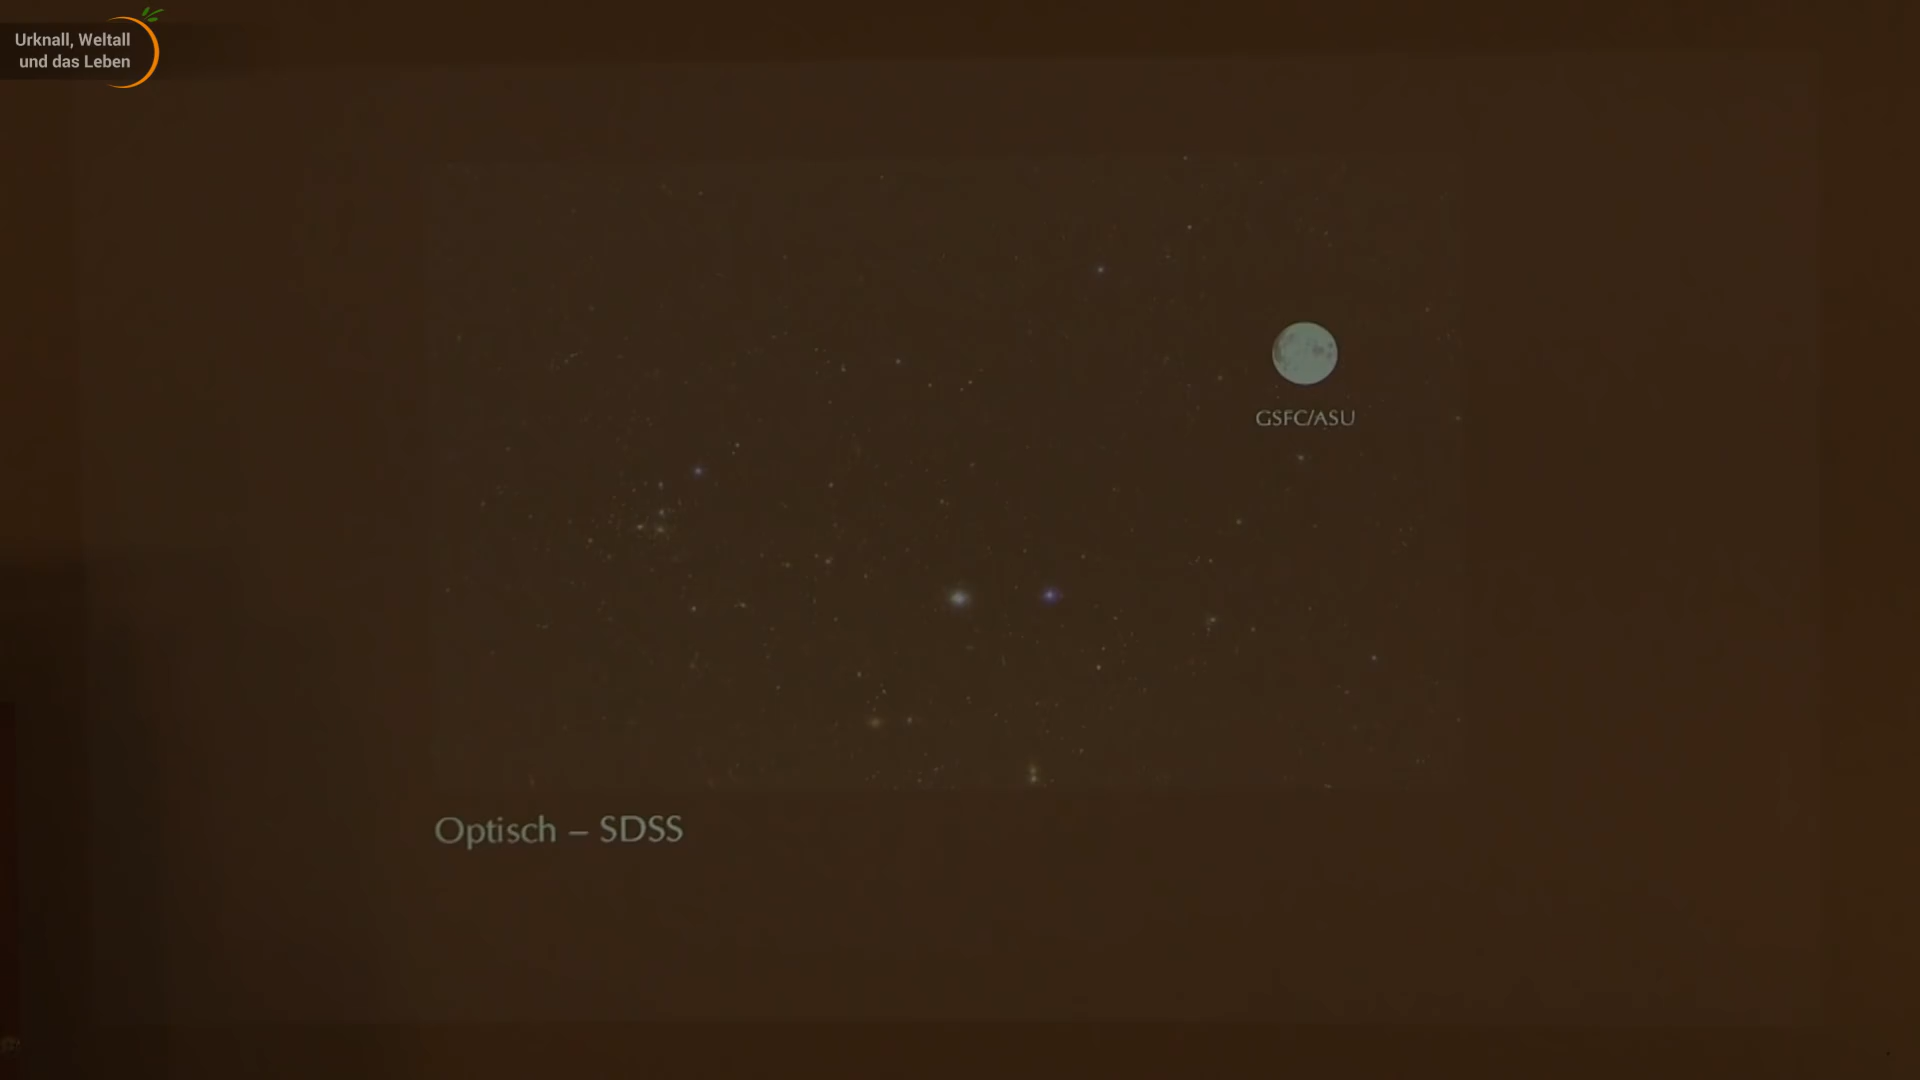 Urknall, Weltall
und das Leben
GSFC/ASU
Optisch – SDSS